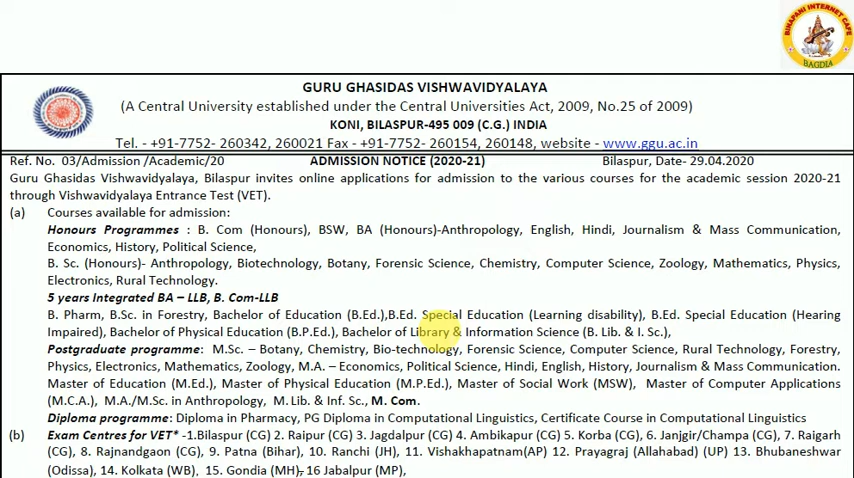 BINAPANI INTERNET CAFE
BAGDIA
GURU GHASIDAS VISHWAVIDYALAYA
(A Central University established under the Central Universities Act, 2009, No.25 of 2009)
KONI, BILASPUR-495 009 (C.G.) INDIA
Tel. - +91-7752- 260342, 260021 Fax - +91-7752- 260154, 260148, website - www.ggu.ac.in
Ref. No. 03/Admission /Academic/20 ADMISSION NOTICE (2020-21) Bilaspur, Date- 29.04.2020
Guru Ghasidas Vishwavidyalaya, Bilaspur invites online applications for admission to the various courses for the academic session 2020-21
through Vishwavidyalaya Entrance Test (VET).
(a) Courses available for admission:
Honours Programmes : B. Com (Honours), BSW, BA (Honours)-Anthropology, English, Hindi, Journalism & Mass Communication,
Economics, History, Political Science,
B. Sc. (Honours)- Anthropology, Biotechnology, Botany, Forensic Science, Chemistry, Computer Science, Zoology, Mathematics, Physics,
Electronics, Rural Technology.
5 years Integrated BA – LLB, B. Com-LLB
B. Pharm, B.Sc. in Forestry, Bachelor of Education (B.Ed.),B.Ed. Special Education (Learning disability), B.Ed. Special Education (Hearing
Impaired), Bachelor of Physical Education (B.P.Ed.), Bachelor of Library & Information Science (B. Lib. & I. Sc.),
Postgraduate programme: M.Sc. – Botany, Chemistry, Bio-technology, Forensic Science, Computer Science, Rural Technology, Forestry,
Physics, Electronics, Mathematics, Zoology, M.A. – Economics, Political Science, Hindi, English, History, Journalism & Mass Communication.
Master of Education (M.Ed.), Master of Physical Education (M.P.Ed.), Master of Social Work (MSW), Master of Computer Applications
(M.C.A.), M.A./M.Sc. in Anthropology, M. Lib. & Inf. Sc., M. Com.
Diploma programme: Diploma in Pharmacy, PG Diploma in Computational Linguistics, Certificate Course in Computational Linguistics
(b) Exam Centres for VET* -1.Bilaspur (CG) 2. Raipur (CG) 3. Jagdalpur (CG) 4. Ambikapur (CG) 5. Korba (CG), 6. Janjgir/Champa (CG), 7. Raigarh
(CG), 8. Rajnandgaon (CG), 9. Patna (Bihar), 10. Ranchi (JH), 11. Vishakhapatnam(AP) 12. Prayagraj (Allahabad) (UP) 13. Bhubaneshwar
(Odissa), 14. Kolkata (WB), 15. Gondia (MH), 16 Jabalpur (MP),